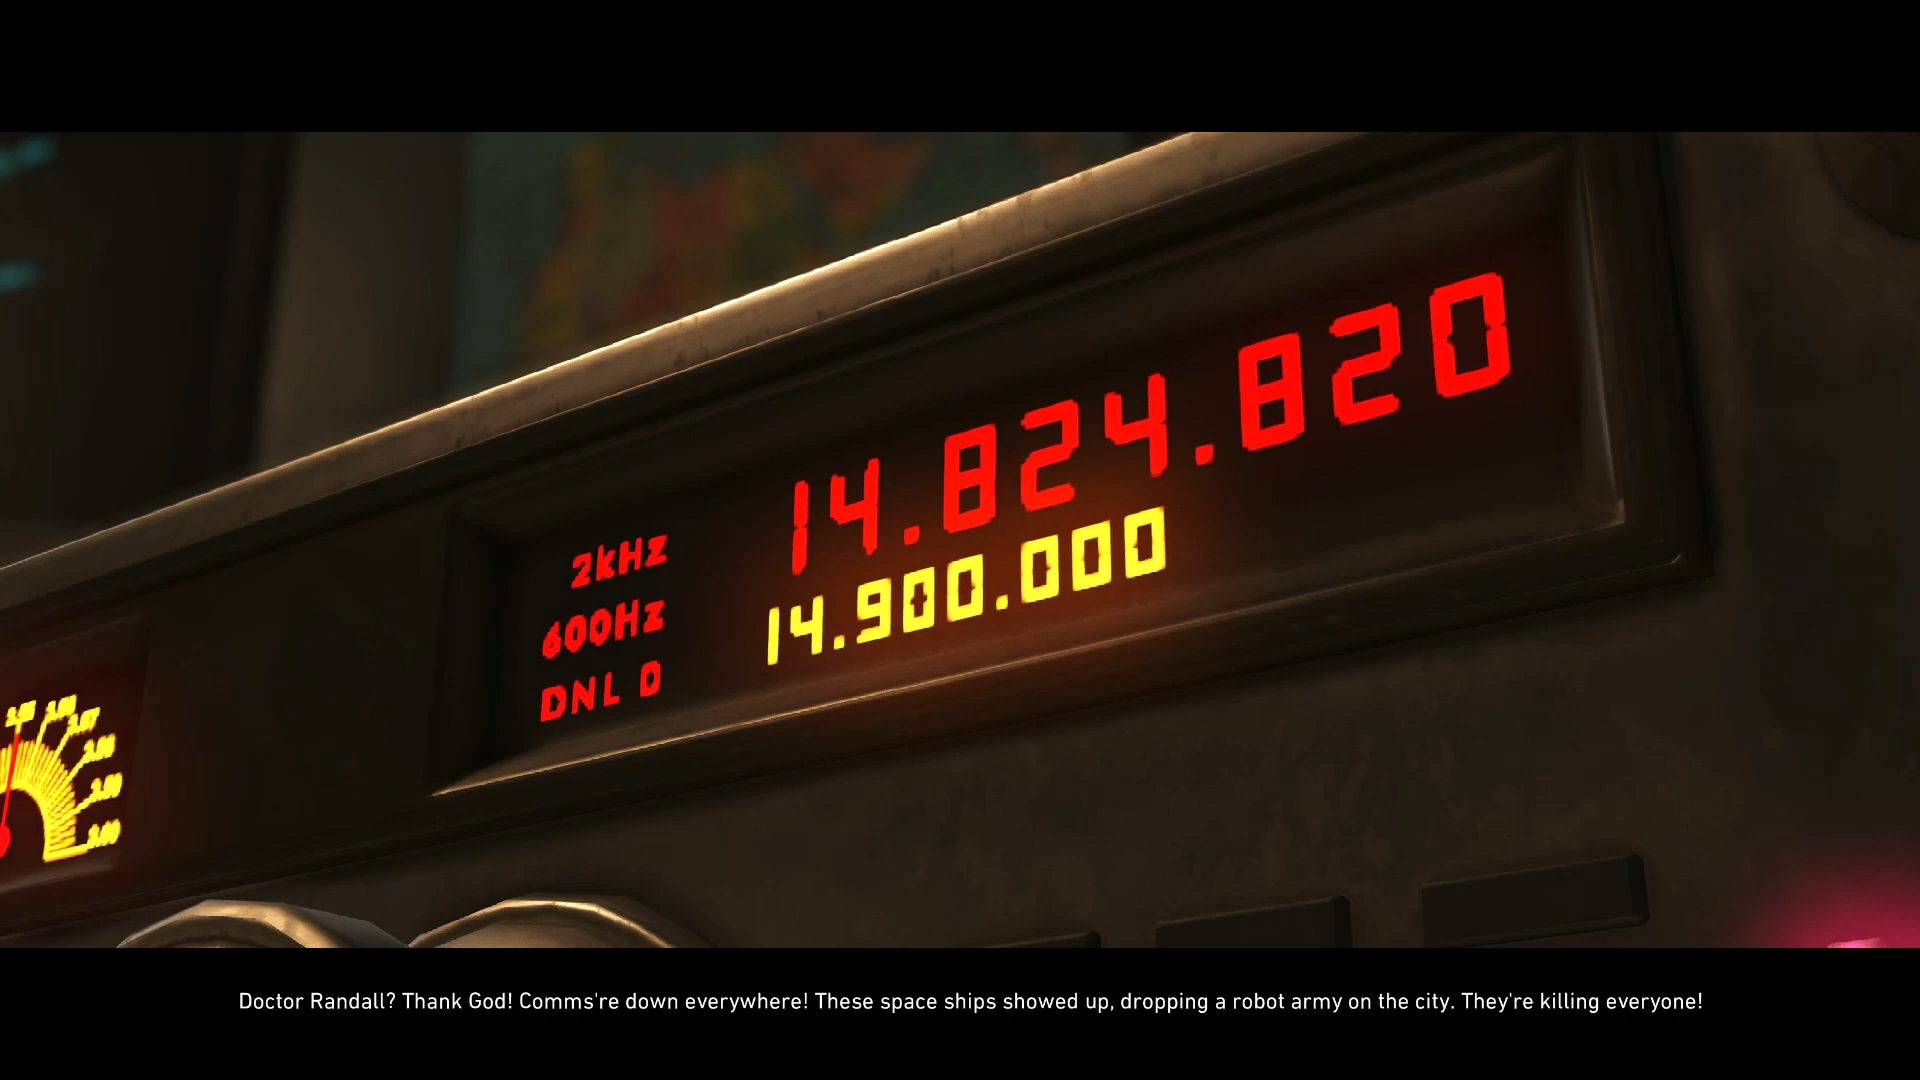 14.824.820
2kHz
14.900.000
600Hz
DNL 0
Doctor Randall? Thank God! Comms're down everywhere! These space ships showed up, dropping a robot army on the city. They're killing everyone!